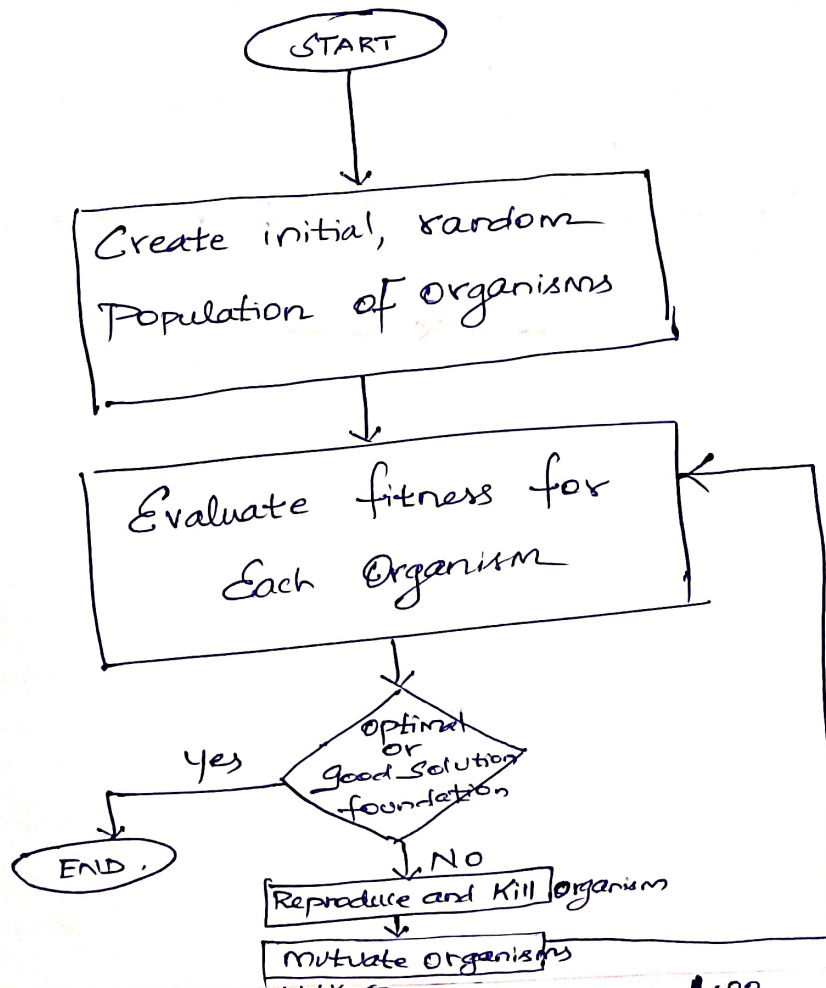 START
Create initial, random
Population of organisms
Evaluate fitness for
Each Organism
optimal
or
good solution
foundation
Yes
END.
NO
Reproduce and Kill organism
Mutuate organisms